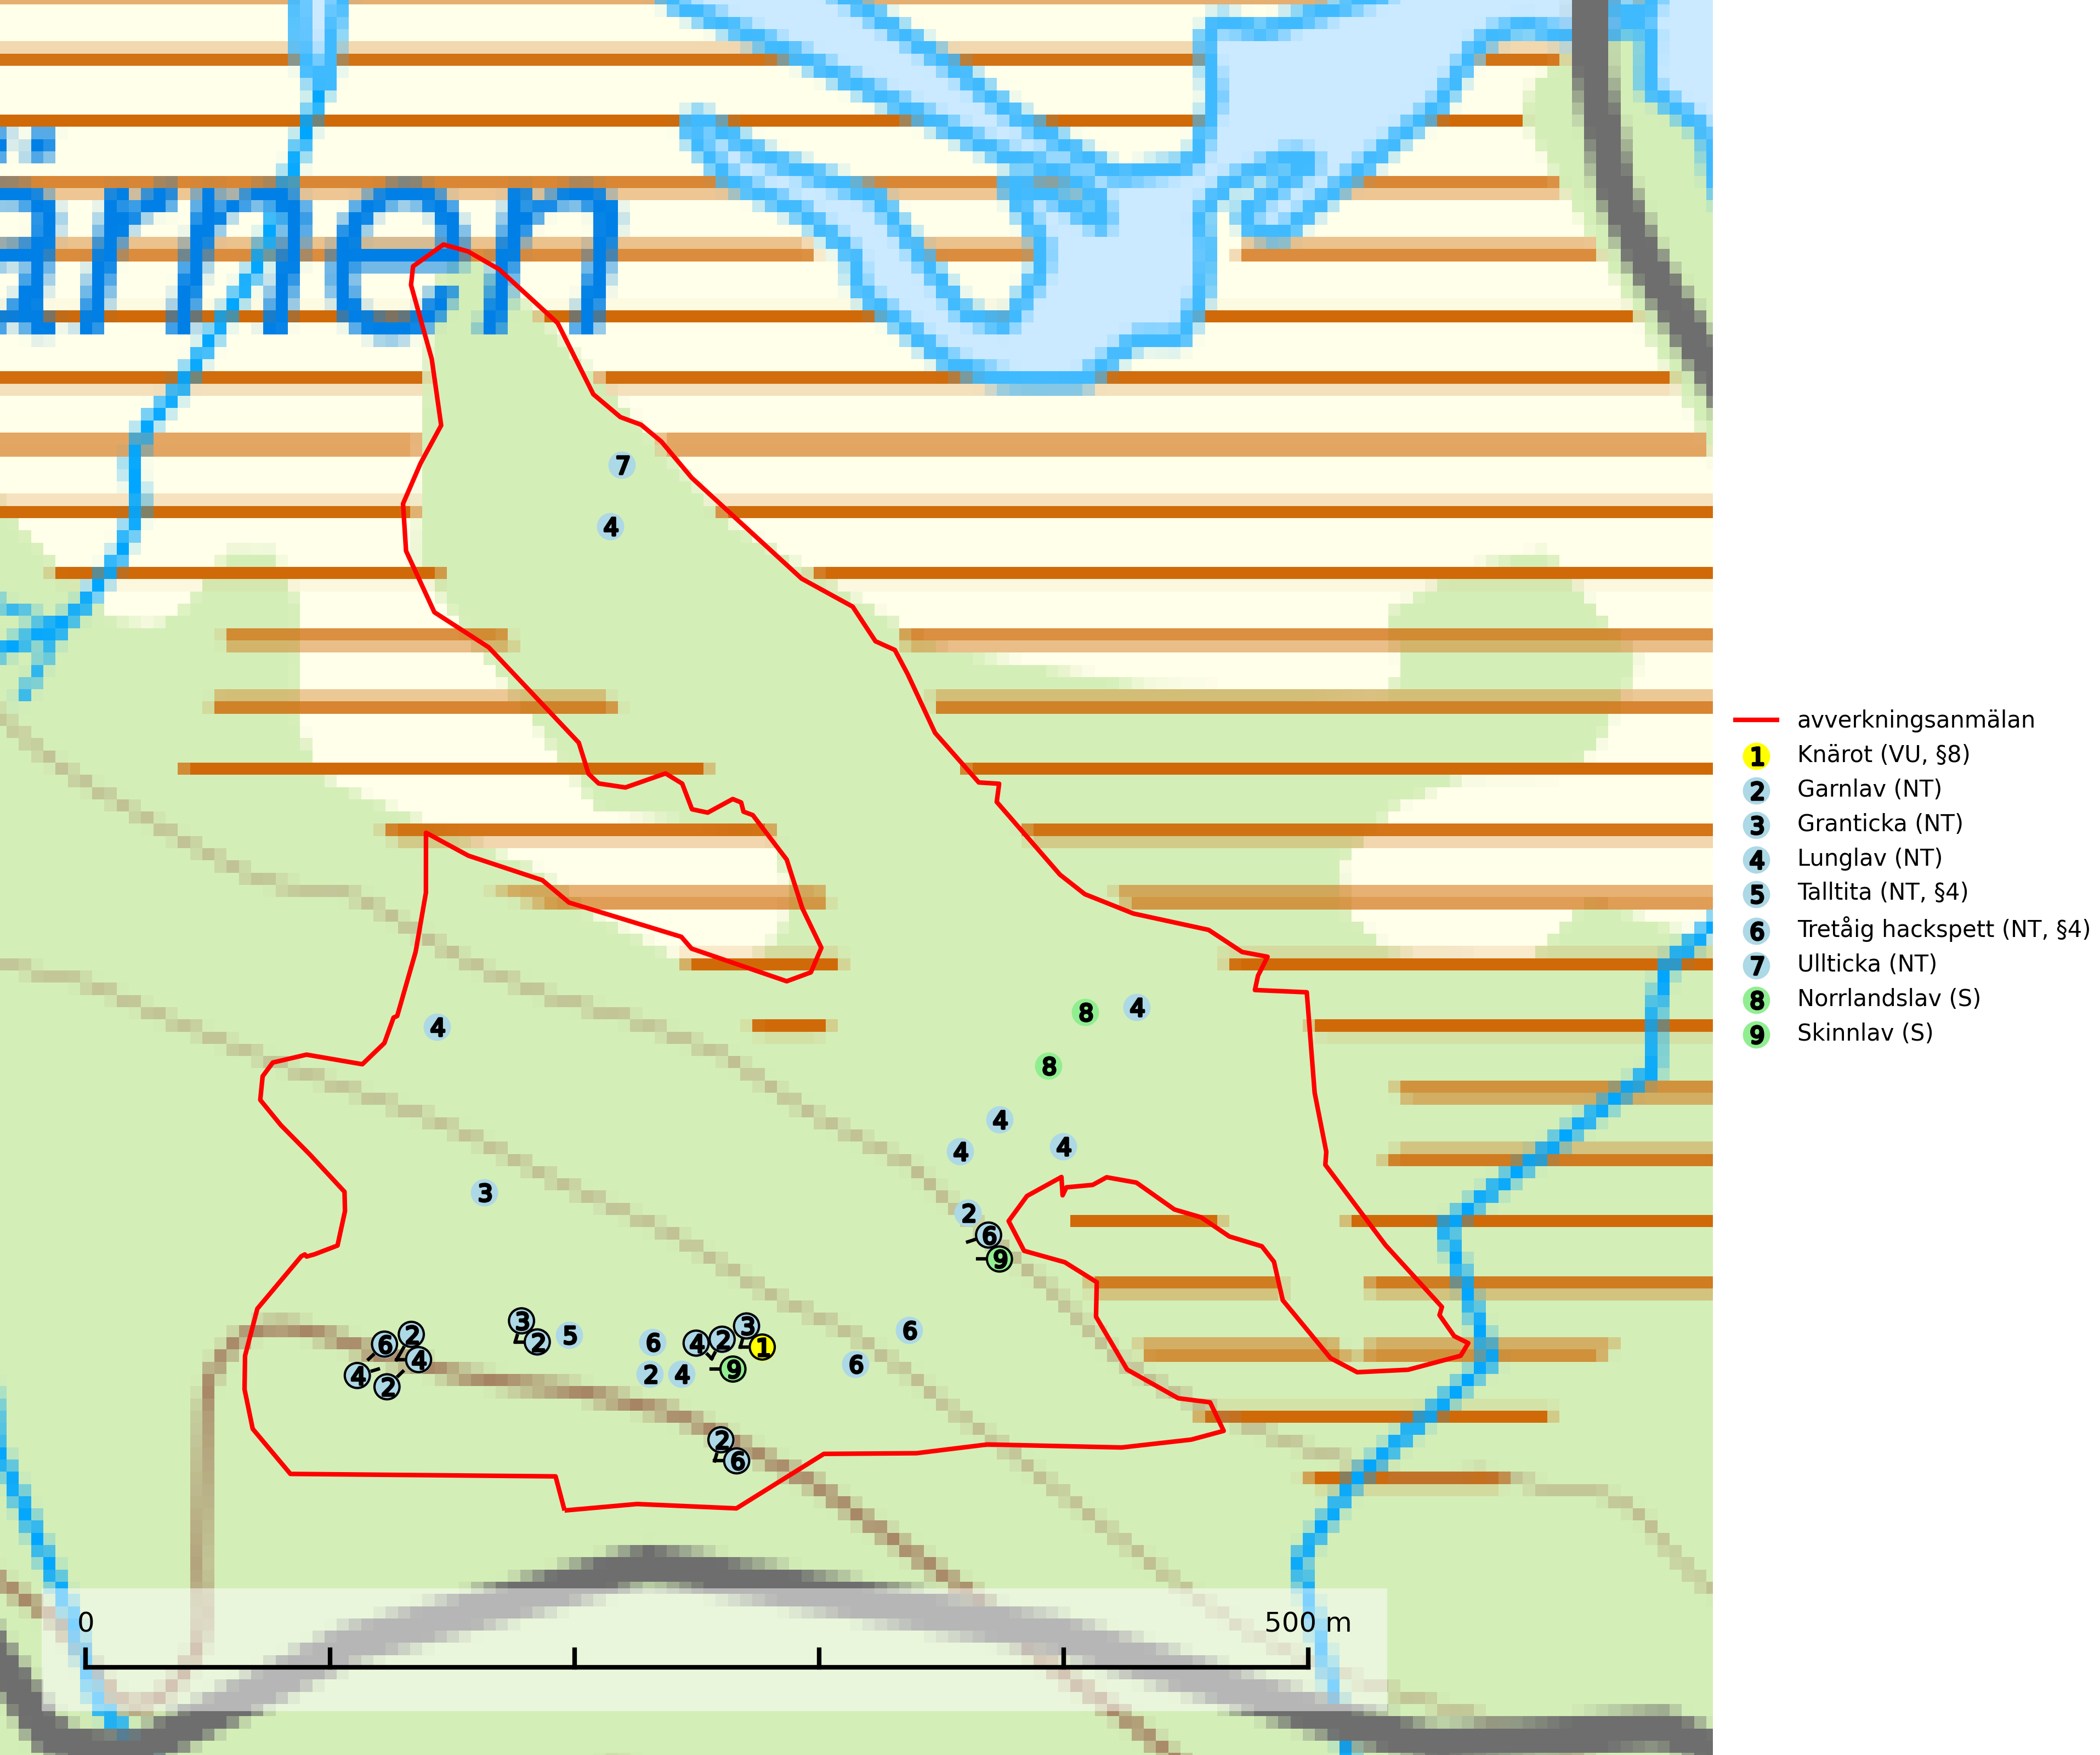 arnen
7
4
8
4
4
8
4
4
4
3
2
6
9
6
2
4
4
2
3
2
5
6
2
4
4
2
3
1
9
6
6
2
6
0
500 m
avverkningsanmälan
1 Knärot (VU, §8)
2 Garnlav (NT)
3 Granticka (NT)
4 Lunglav (NT)
5 Talltita (NT, §4)
6 Tretåig hackspett (NT, §4)
7 Ullticka (NT)
8 Norrlandslav (S)
9 Skinnlav (S)